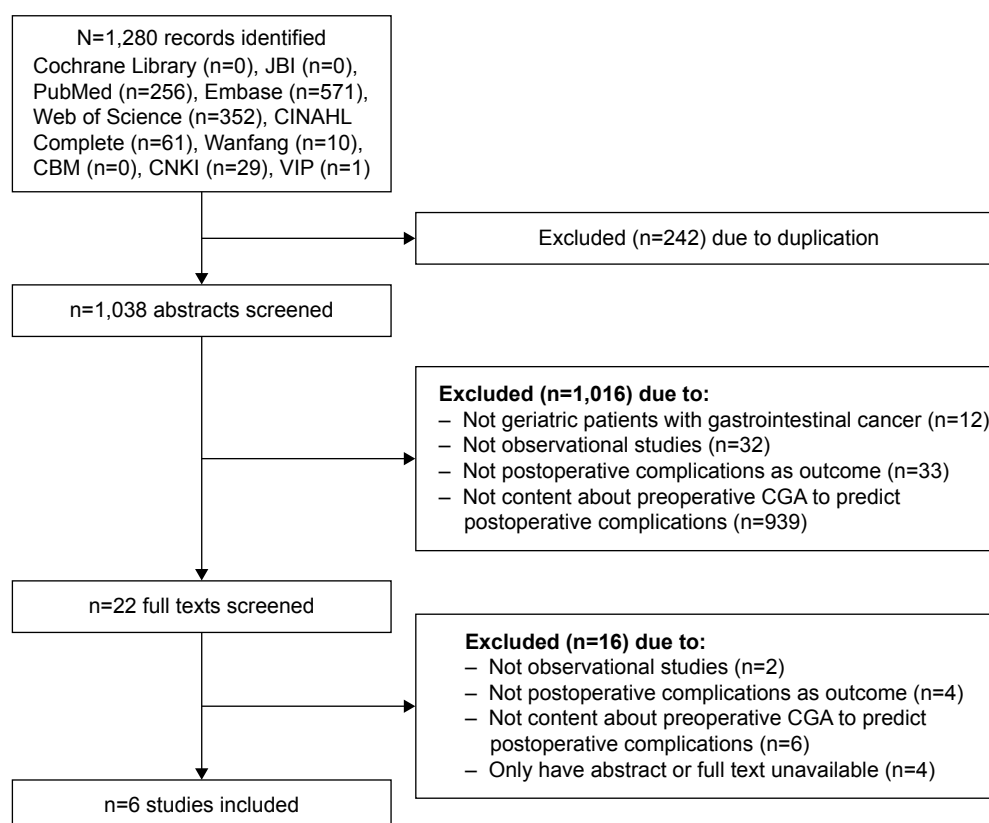 N=1,280 records identified
Cochrane Library (n=0), JBI (n=0),
PubMed (n=256), Embase (n=571),
Web of Science (n=352), CINAHL
Complete (n=61), Wanfang (n=10),
CBM (n=0), CNKI (n=29), VIP (n=1)
Excluded (n=242) due to duplication
n=1,038 abstracts screened
Excluded (n=1,016) due to:
– Not geriatric patients with gastrointestinal cancer (n=12)
– Not observational studies (n=32)
– Not postoperative complications as outcome (n=33)
– Not content about preoperative CGA to predict
postoperative complications (n=939)
n=22 full texts screened
Excluded (n=16) due to:
– Not observational studies (n=2)
– Not postoperative complications as outcome (n=4)
– Not content about preoperative CGA to predict
postoperative complications (n=6)
– Only have abstract or full text unavailable (n=4)
n=6 studies included